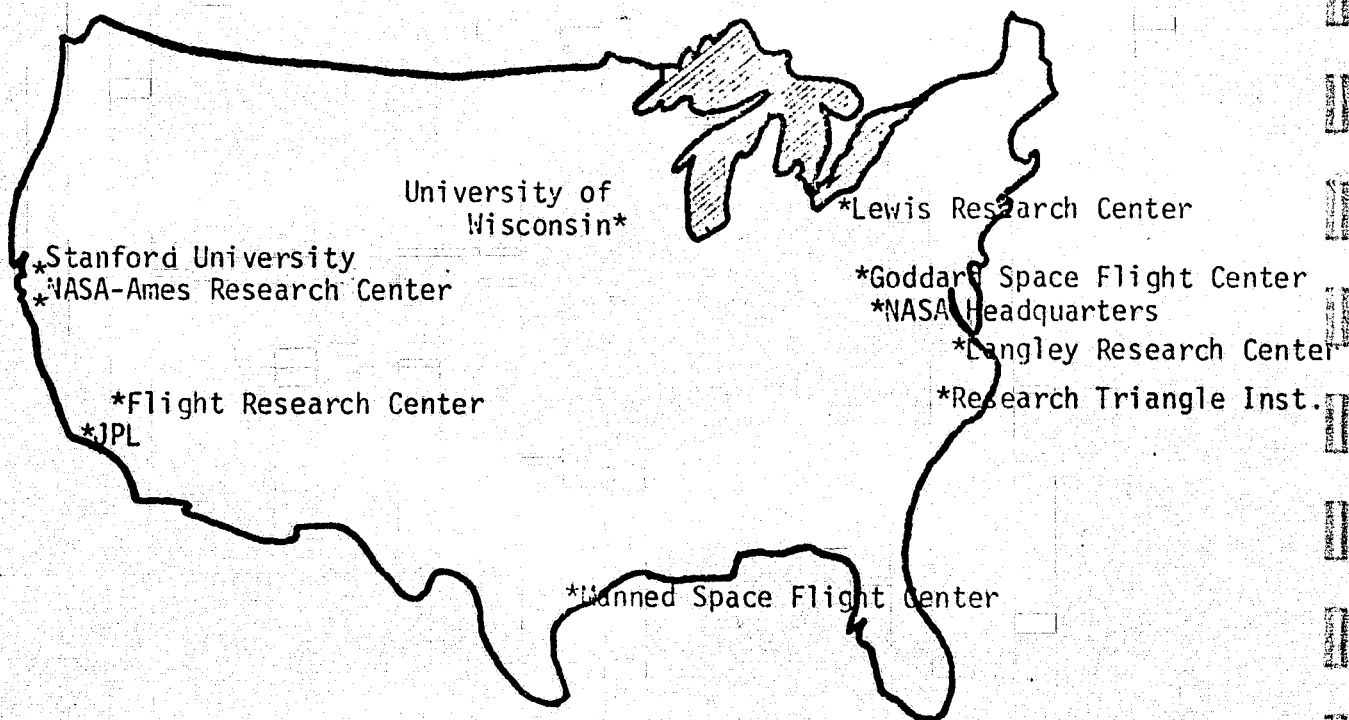 University of
Wisconsin*
*Lewis Research Center
*Stanford University
*NASA-Ames Research Center
*Goddard Space Flight Center
*NASA Headquarters
*Langley Research Center
*Flight Research Center
*Research Triangle Inst.
*JPL
*Manned Space Flight Center